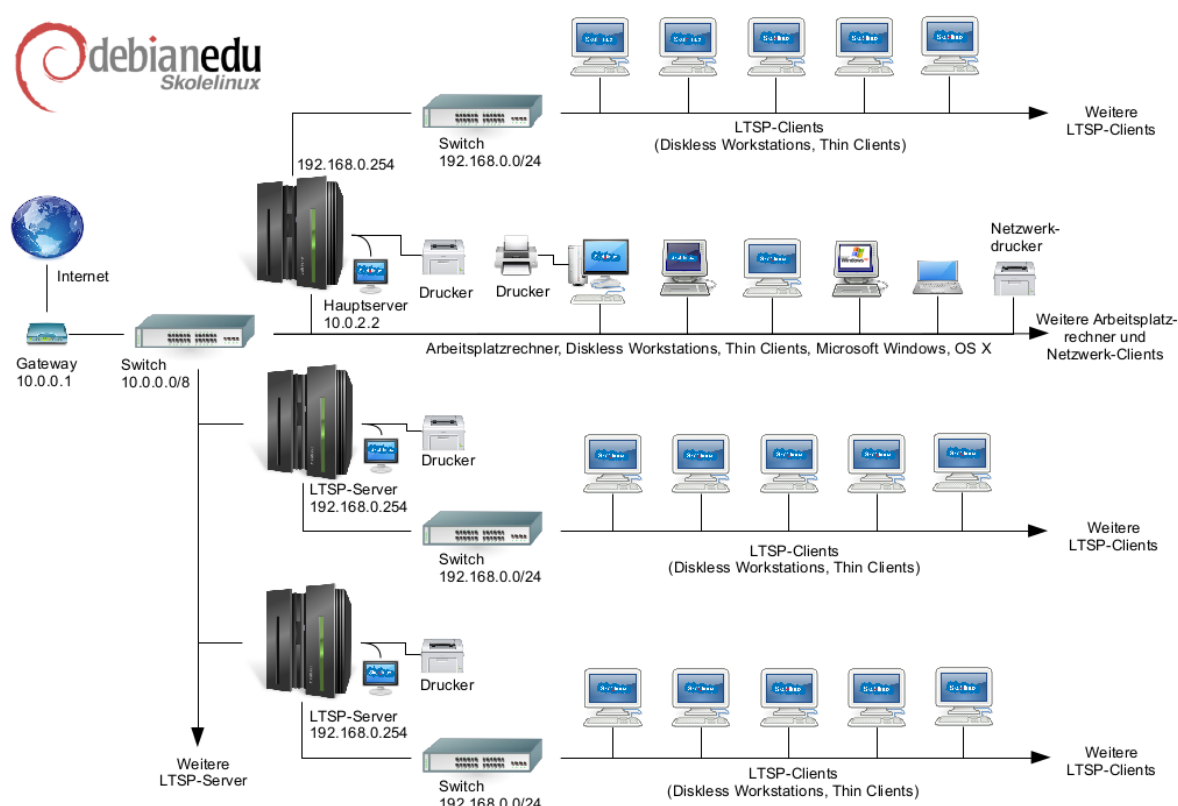 debianedu
Skolelinux
Switch
192.168.0.0/24
LTSP-Clients
(Diskless Workstations, Thin Clients)
Weitere
LTSP-Clients
192.168.0.254
Internet
Hauptserver
10.0.2.2
Drucker
Drucker
Windows
Netzwerk-
drucker
Gateway
10.0.0.1
Switch
10.0.0.0/8
Arbeitsplatzrechner, Diskless Workstations, Thin Clients, Microsoft Windows, OS X
Weitere Arbeitsplatz-
rechner und
Netzwerk-Clients
Drucker
LTSP-Server
192.168.0.254
Switch
192.168.0.0/24
LTSP-Clients
(Diskless Workstations, Thin Clients)
Weitere
LTSP-Clients
Drucker
LTSP-Server
192.168.0.254
Weitere
LTSP-Server
Switch
192.168.0.0/24
LTSP-Clients
(Diskless Workstations, Thin Clients)
Weitere
LTSP-Clients